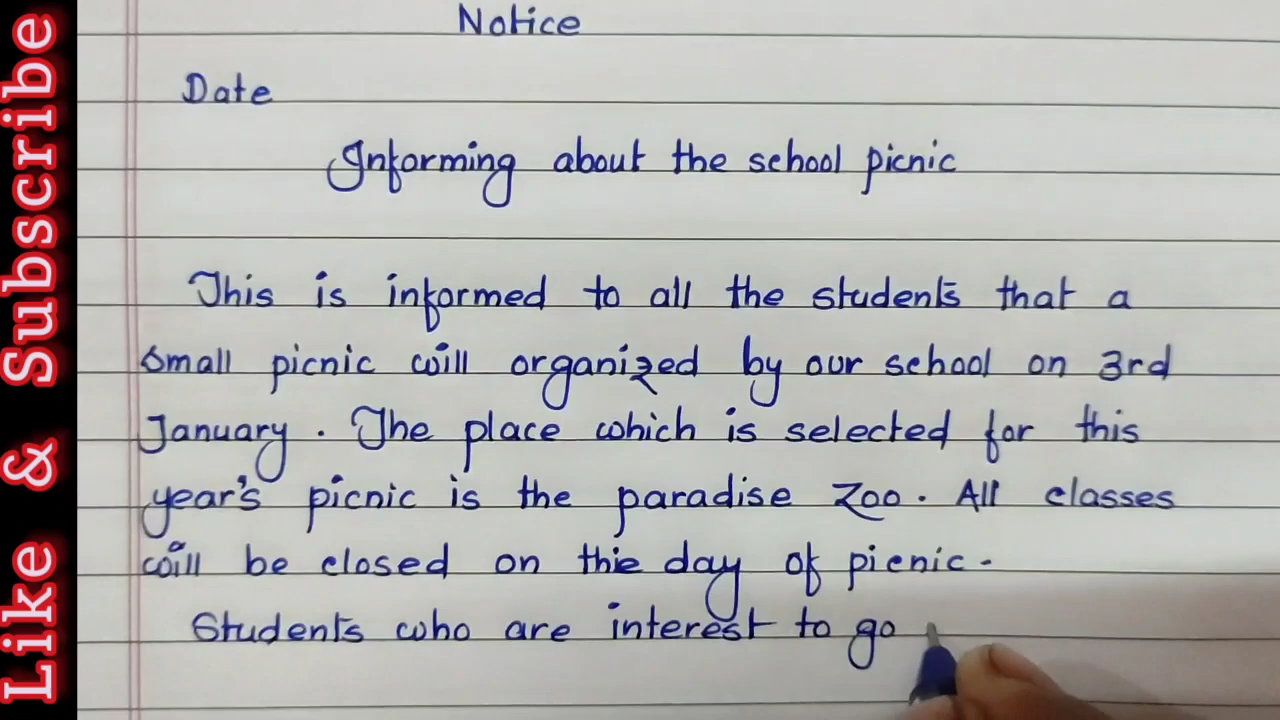 Like & Subscribe
Notice
Date
Informing about the school picnic
This is informed to all the students that a
small picnic will organized by our school on 3rd
January. The place which is selected for this
year's picnic is the paradise Zoo. All classes
will be closed on the day of picnic.
Students who are interest to go